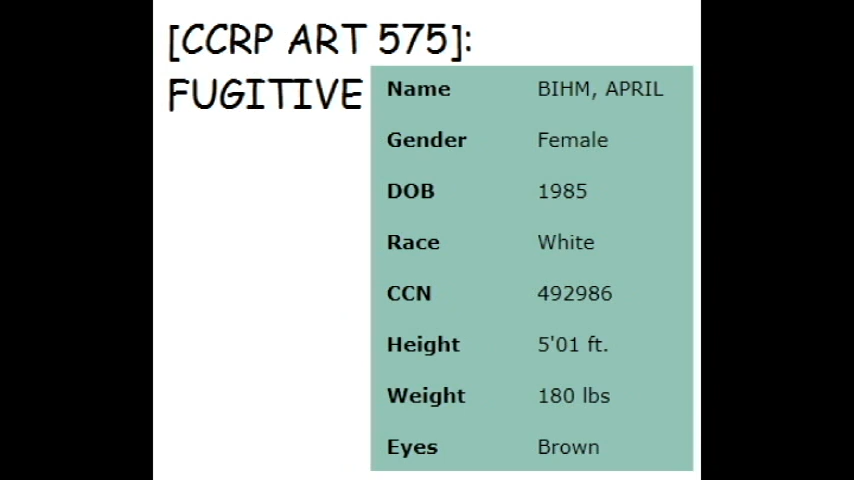 [CCRP ART 575]:
FUGITIVE
Name BIHM, APRIL
Gender Female
DOB 1985
Race White
CCN 492986
Height 5'01 ft.
Weight 180 lbs
Eyes Brown